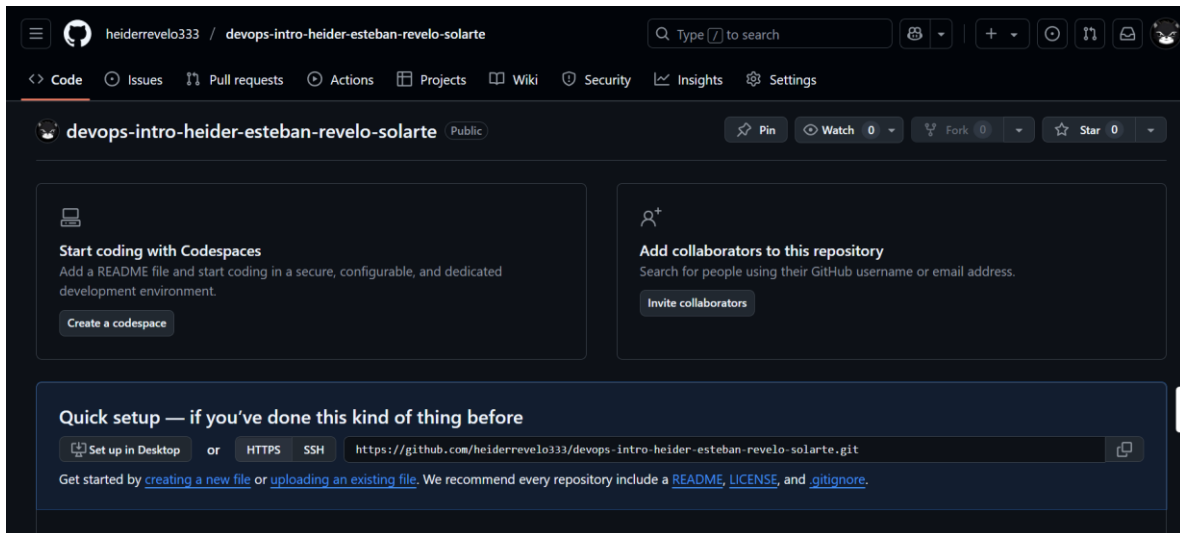 heiderrevelo333 / devops-intro-heider-esteban-revelo-solarte
Type / to search
Code Issues Pull requests Actions Projects Wiki Security Insights Settings
devops-intro-heider-esteban-revelo-solarte Public
Pin Watch 0 Fork 0 Star 0
Start coding with Codespaces
Add a README file and start coding in a secure, configurable, and dedicated
development environment.
Create a codespace
Add collaborators to this repository
Search for people using their GitHub username or email address.
Invite collaborators
Quick setup — if you’ve done this kind of thing before
Set up in Desktop or HTTPS SSH https://github.com/heiderrevelo333/devops-intro-heider-esteban-revelo-solarte.git
Get started by creating a new file or uploading an existing file. We recommend every repository include a README, LICENSE, and .gitignore.